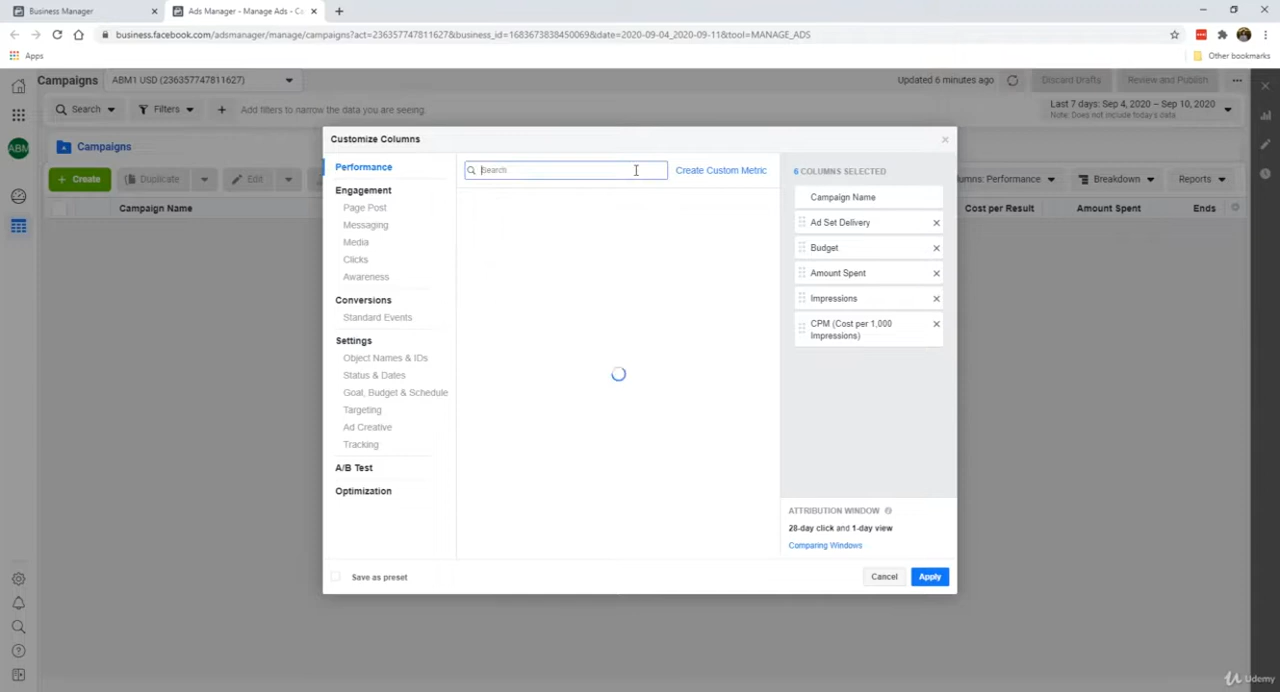 Business Manager
Ads Manager - Manage Ads - Ca
business.facebook.com/adsmanager/manage/campaigns?act=236357747811627&business_id=1683673838450069&date=2020-09-04_2020-09-11&tool=MANAGE_ADS
Apps
Other bookmarks
Campaigns
ABM1 USD (236357747811627)
Updated 6 minutes ago
Discard Drafts
Review and Publish
Search
Filters
Add filters to narrow the data you are seeing.
Last 7 days: Sep 4, 2020 – Sep 10, 2020
Note: Does not include today's data
ABM
Campaigns
+ Create
Duplicate
Edit
umns: Performance
Breakdown
Reports
Campaign Name
Cost per Result
Amount Spent
Ends
Customize Columns
Performance
Engagement
Page Post
Messaging
Media
Clicks
Awareness
Conversions
Standard Events
Settings
Object Names & IDs
Status & Dates
Goal, Budget & Schedule
Targeting
Ad Creative
Tracking
A/B Test
Optimization
Search
Create Custom Metric
6 COLUMNS SELECTED
Campaign Name
Ad Set Delivery
Budget
Amount Spent
Impressions
CPM (Cost per 1,000
Impressions)
ATTRIBUTION WINDOW
28-day click and 1-day view
Comparing Windows
Save as preset
Cancel
Apply
Udemy